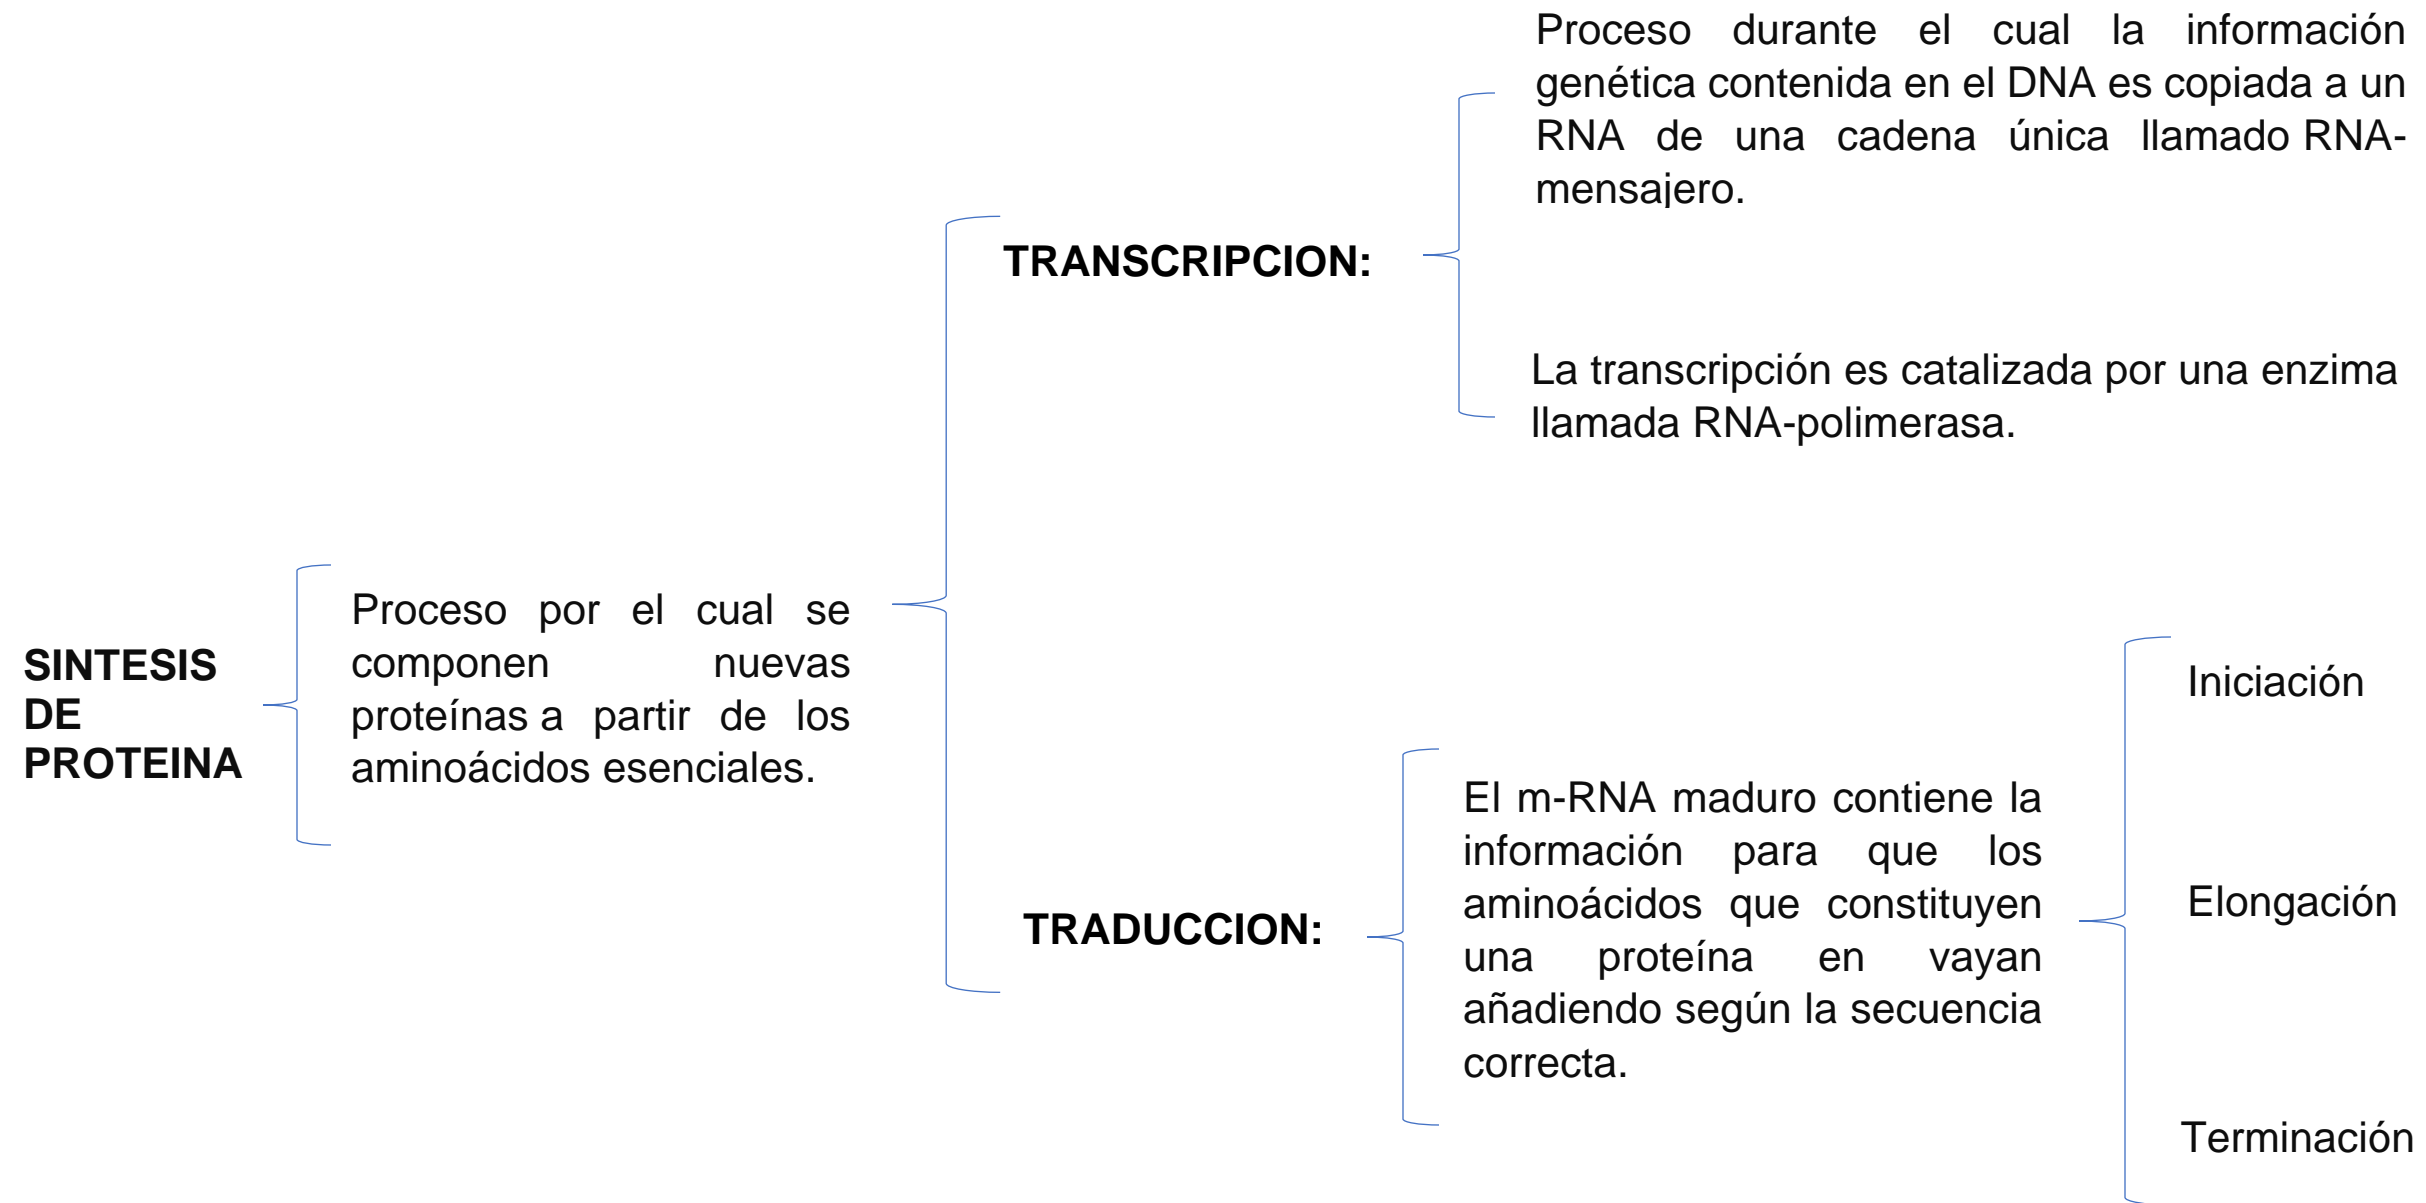 SINTESIS
DE
PROTEINA
Proceso por el cual se
componen nuevas
proteínas a partir de los
aminoácidos esenciales.
TRANSCRIPCION:
Proceso durante el cual la información
genética contenida en el DNA es copiada a un
RNA de una cadena única llamado RNA-
mensajero.
La transcripción es catalizada por una enzima
llamada RNA-polimerasa.
TRADUCCION:
El m-RNA maduro contiene la
información para que los
aminoácidos que constituyen
una proteína en vayan
añadiendo según la secuencia
correcta.
Iniciación
Elongación
Terminación